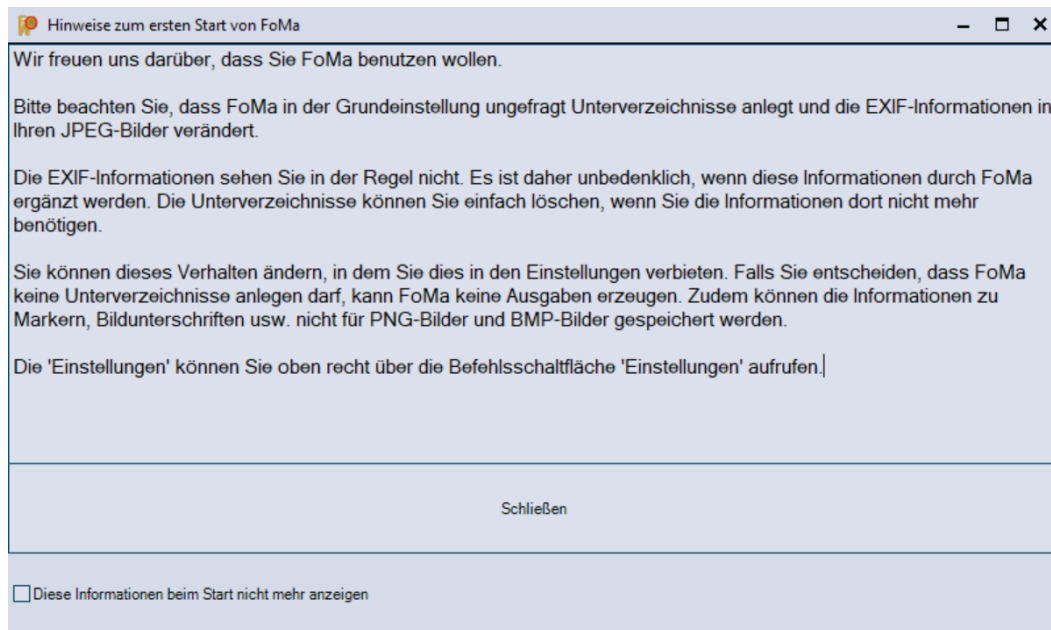 Hinweise zum ersten Start von FoMa
Wir freuen uns darüber, dass Sie FoMa benutzen wollen.
Bitte beachten Sie, dass FoMa in der Grundeinstellung ungefragt Unterverzeichnisse anlegt und die EXIF-Informationen in
Ihren JPEG-Bilder verändert.
Die EXIF-Informationen sehen Sie in der Regel nicht. Es ist daher unbedenklich, wenn diese Informationen durch FoMa
ergänzt werden. Die Unterverzeichnisse können Sie einfach löschen, wenn Sie die Informationen dort nicht mehr
benötigen.
Sie können dieses Verhalten ändern, in dem Sie dies in den Einstellungen verbieten. Falls Sie entscheiden, dass FoMa
keine Unterverzeichnisse anlegen darf, kann FoMa keine Ausgaben erzeugen. Zudem können die Informationen zu
Markern, Bildunterschriften usw. nicht für PNG-Bilder und BMP-Bilder gespeichert werden.
Die 'Einstellungen' können Sie oben recht über die Befehlsschaltfläche 'Einstellungen' aufrufen.
Schließen
Diese Informationen beim Start nicht mehr anzeigen